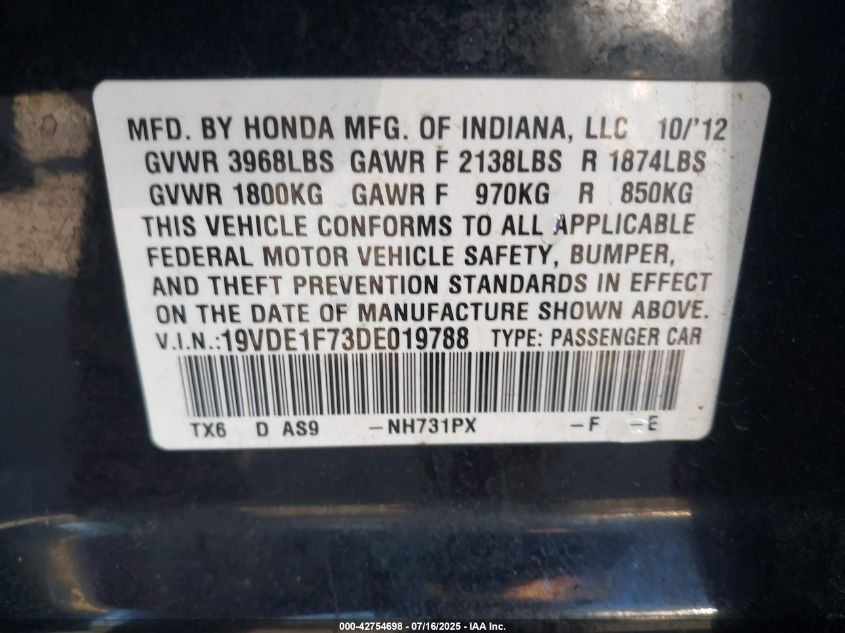 MFD. BY HONDA MFG. OF INDIANA, LLC 10/'12
GVWR 3968LBS GAWR F 2138LBS R 1874LBS
GVWR 1800KG GAWR F 970KG R 850KG
THIS VEHICLE CONFORMS TO ALL APPLICABLE
FEDERAL MOTOR VEHICLE SAFETY, BUMPER,
AND THEFT PREVENTION STANDARDS IN EFFECT
ON THE DATE OF MANUFACTURE SHOWN ABOVE.
V.I.N.:19VDE1F73DE019788 TYPE: PASSENGER CAR
TX6 D AS9 -NH731PX -F -E
000-42754698 - 07/16/2025 - IAA Inc.